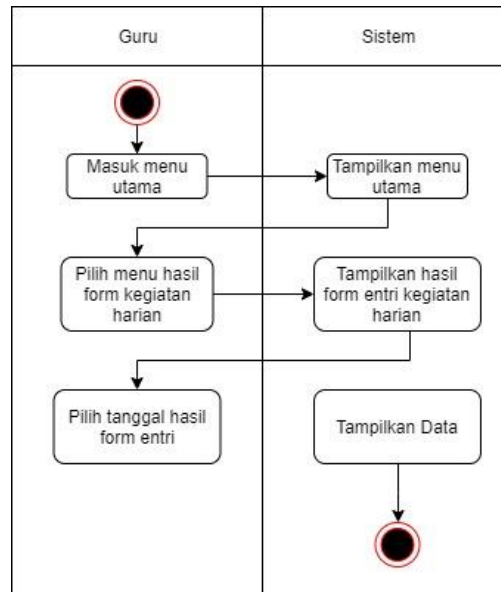 Guru
Sistem
Masuk menu
utama
Tampilkan menu
utama
Pilih menu hasil
form kegiatan
harian
Tampilkan hasil
form entri kegiatan
harian
Pilih tanggal hasil
form entri
Tampilkan Data